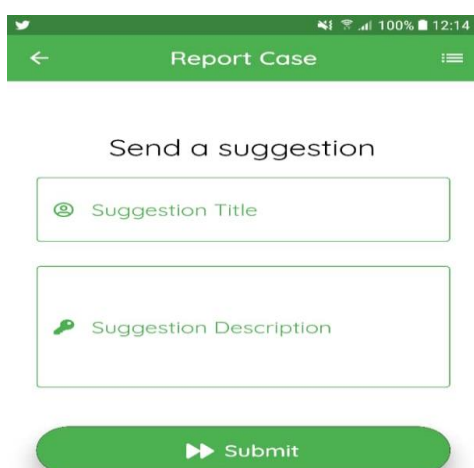 100% 12:14
Report Case
Send a suggestion
Suggestion Title
Suggestion Description
Submit